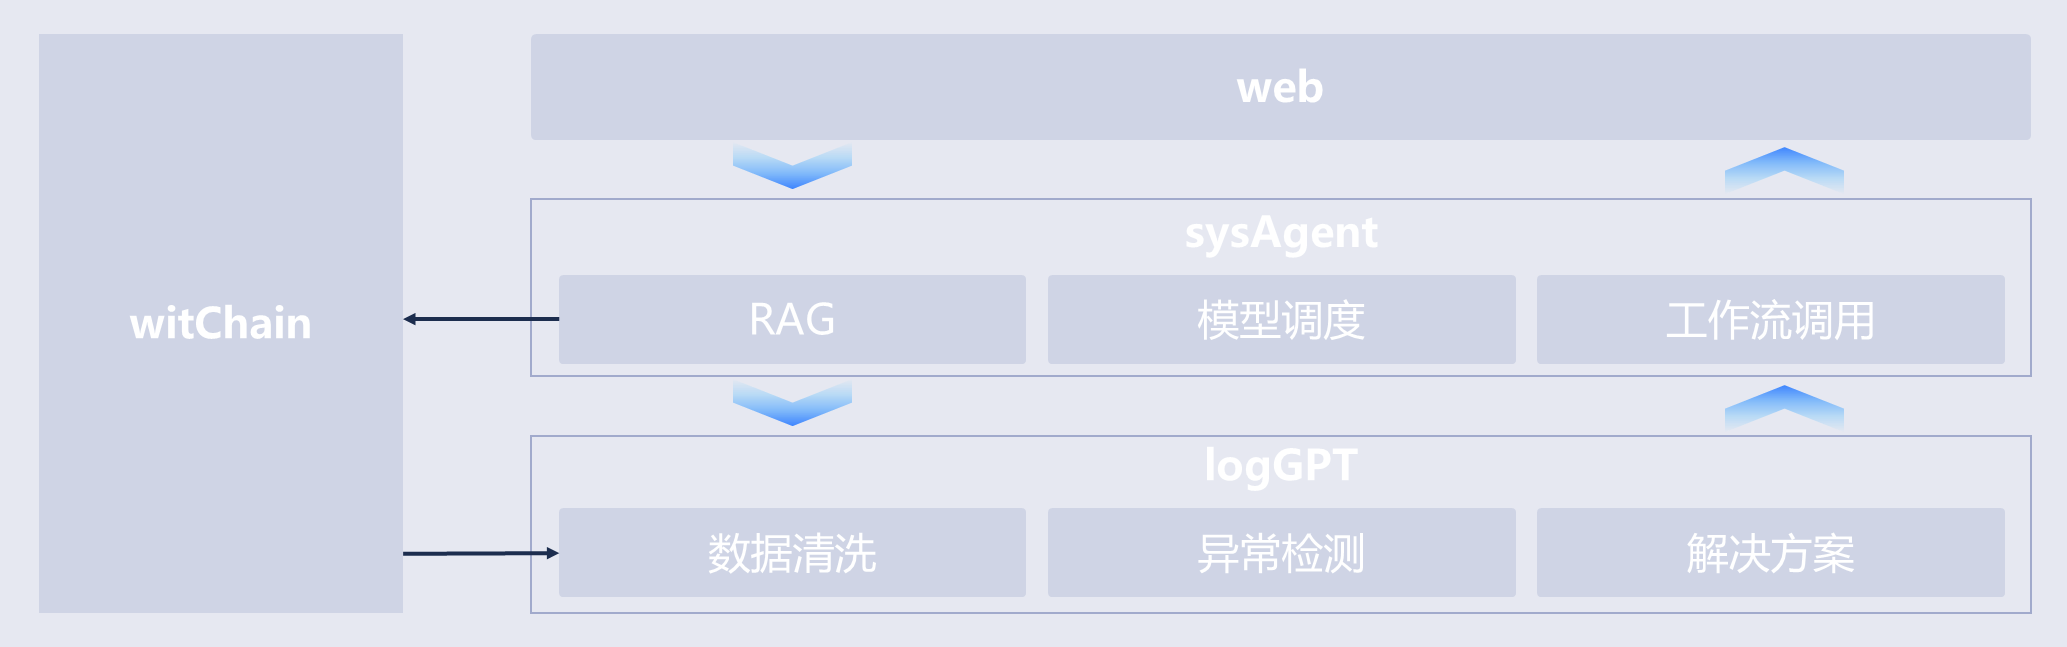 witChain
web
sysAgent
RAG
模型调度
工作流调用
logGPT
数据清洗
异常检测
解决方案